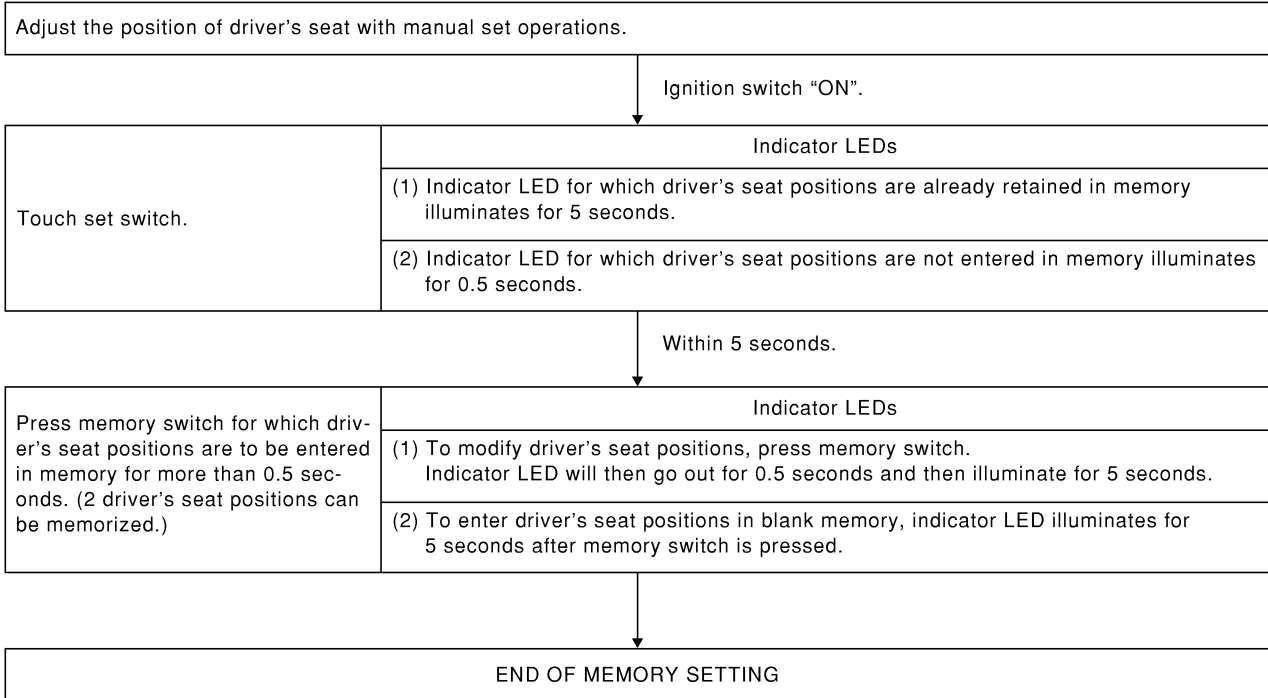 Adjust the position of driver's seat with manual set operations.
Ignition switch “ON”.
Touch set switch.
Indicator LEDs
(1) Indicator LED for which driver's seat positions are already retained in memory
illuminates for 5 seconds.
(2) Indicator LED for which driver's seat positions are not entered in memory illuminates
for 0.5 seconds.
Within 5 seconds.
Press memory switch for which driv-
er's seat positions are to be entered
in memory for more than 0.5 sec-
onds. (2 driver's seat positions can
be memorized.)
Indicator LEDs
(1) To modify driver's seat positions, press memory switch.
Indicator LED will then go out for 0.5 seconds and then illuminate for 5 seconds.
(2) To enter driver's seat positions in blank memory, indicator LED illuminates for
5 seconds after memory switch is pressed.
END OF MEMORY SETTING